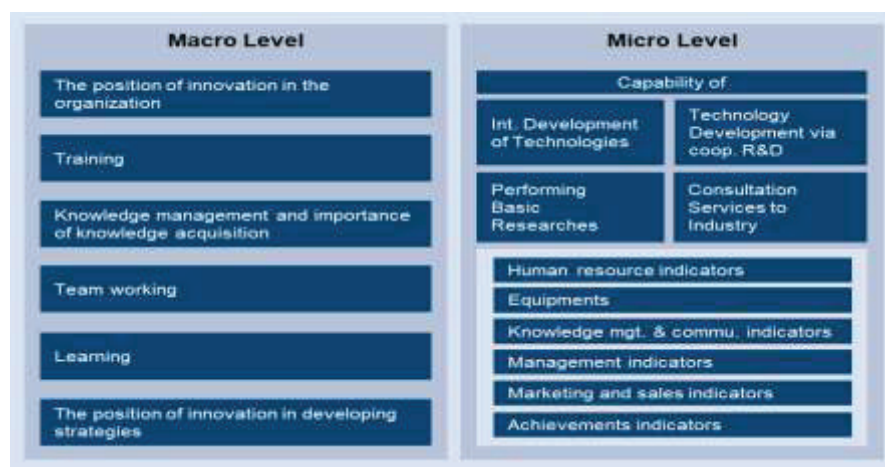 Macro Level
The position of innovation in the
organization
Training
Knowledge management and importance
of knowledge acquisition
Team working
Learning
The position of innovation in developing
strategies
Micro Level
Capability of
Int. Development
of Technologies
Technology
Development via
coop. R&D
Performing
Basic
Researches
Consultation
Services to
Industry
Human resource indicators
Equipments
Knowledge mgt. & commu. indicators
Management indicators
Marketing and sales indicators
Achievements indicators